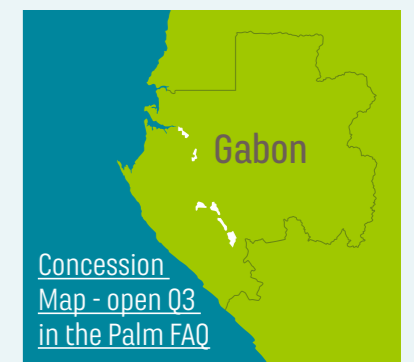 Gabon
Concession
Map - open Q3
in the Palm FAQ